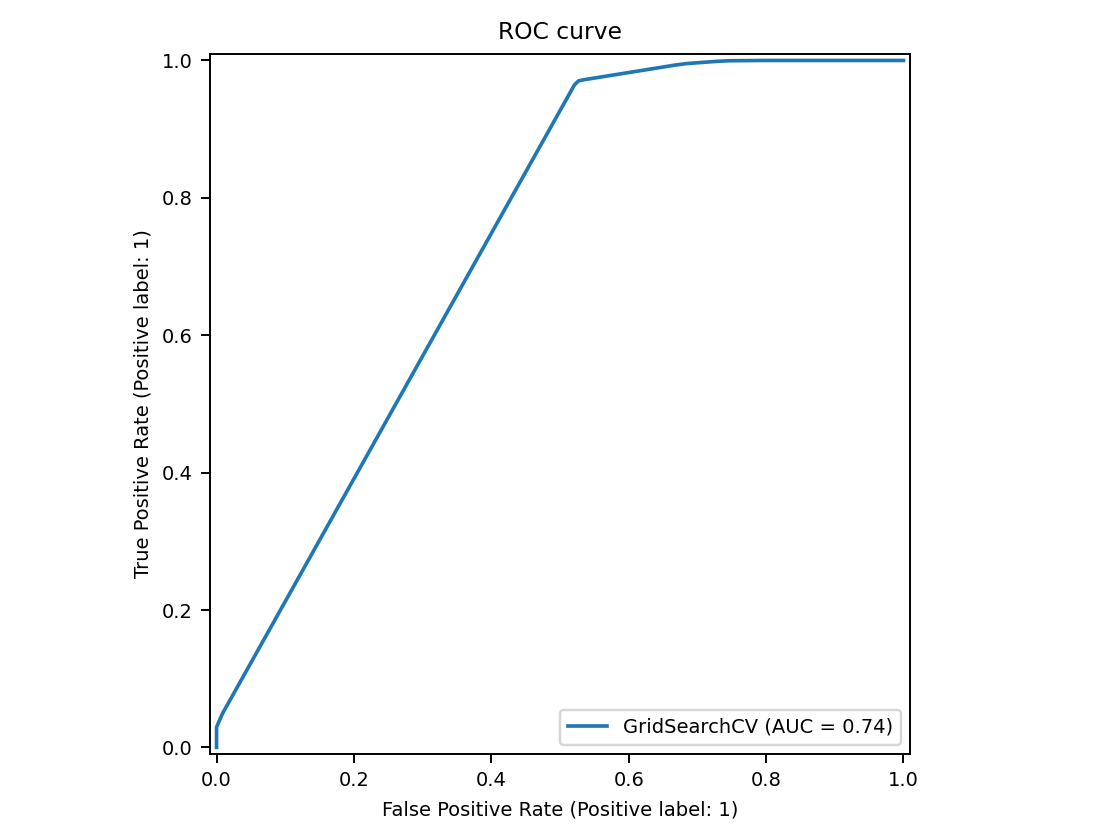 ROC curve
1.0
0.8
0.6
0.4
0.2
0.0
True Positive Rate (Positive label: 1)
GridSearchCV (AUC = 0.74)
0.0 0.2 0.4 0.6 0.8 1.0
False Positive Rate (Positive label: 1)